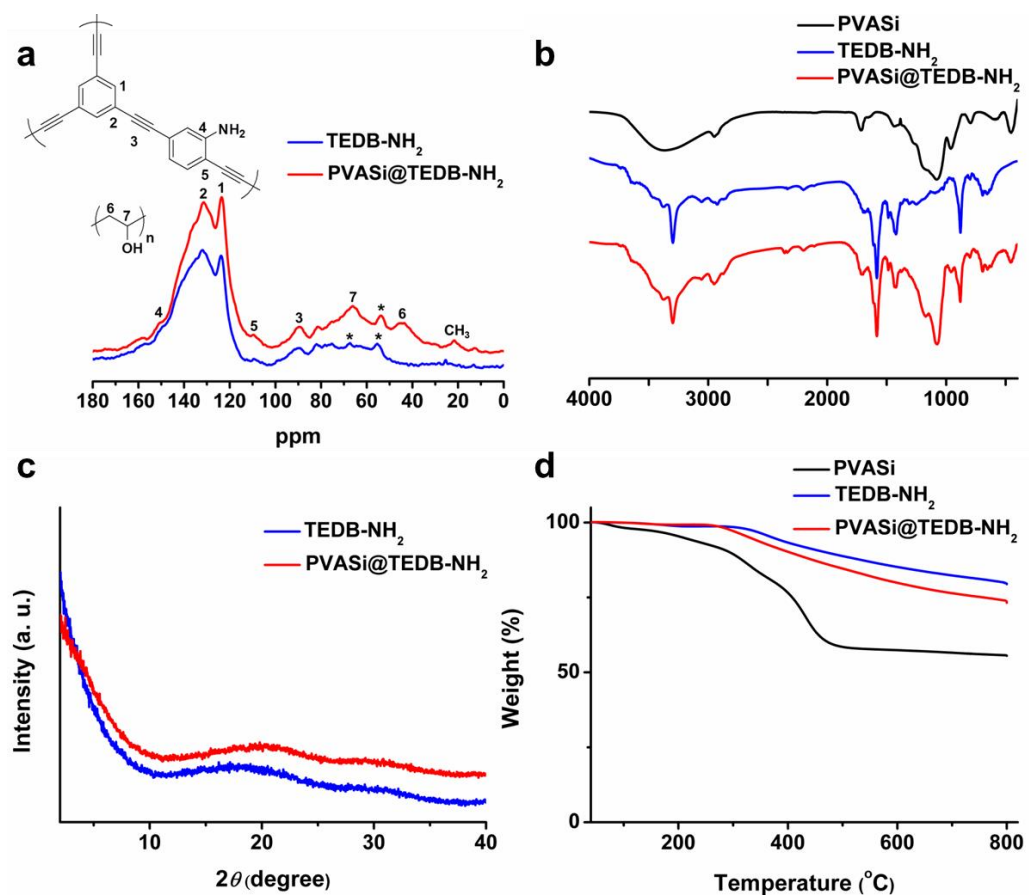 a
1
2
3
4
NH₂
5
6
7
n
OH
TEDB-NH₂
PVASi@TEDB-NH₂
4
2
1
5
3
7
*
6
CH₃
*
*
180 160 140 120 100 80 60 40 20 0
ppm
b
PVASi
TEDB-NH₂
PVASi@TEDB-NH₂
4000 3000 2000 1000
c
TEDB-NH₂
PVASi@TEDB-NH₂
Intensity (a. u.)
10 20 30 40
2θ (degree)
d
PVASi
TEDB-NH₂
PVASi@TEDB-NH₂
Weight (%)
100
50
0
200 400 600 800
Temperature (°C)